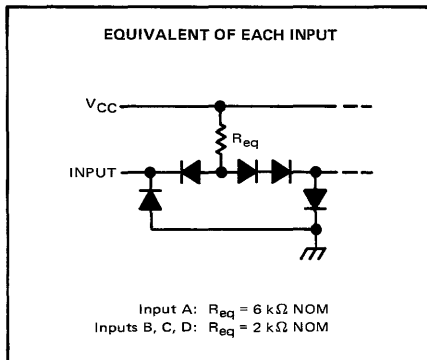 EQUIVALENT OF EACH INPUT
VCC
Req
INPUT
Input A: Req = 6 kΩ NOM
Inputs B, C, D: Req = 2 kΩ NOM